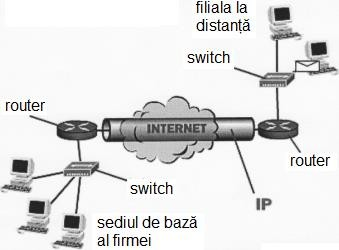 filiala la
distanță
switch
router
INTERNET
router
switch
IP
sediul de bază
al firmei